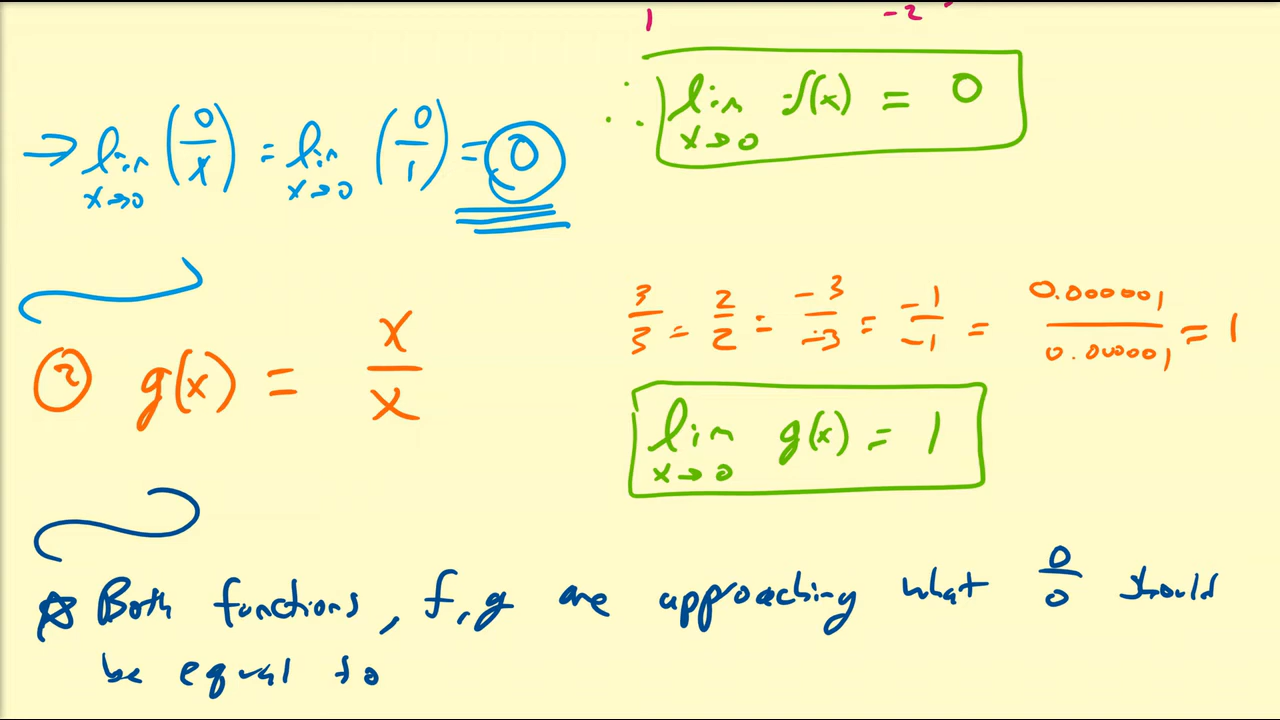 1 -2
∴ lim x→0 f(x) = 0
→ lim x→0 (0/x) = lim x→0 (0/1) = 0
3/3 = 2/2 = -3/-3 = -1/-1 = 0.000001/0.000001 = 1
② g(x) = x/x
lim x→0 g(x) = 1
☆ Both functions, f, g are approaching what 0/0 should
be equal to